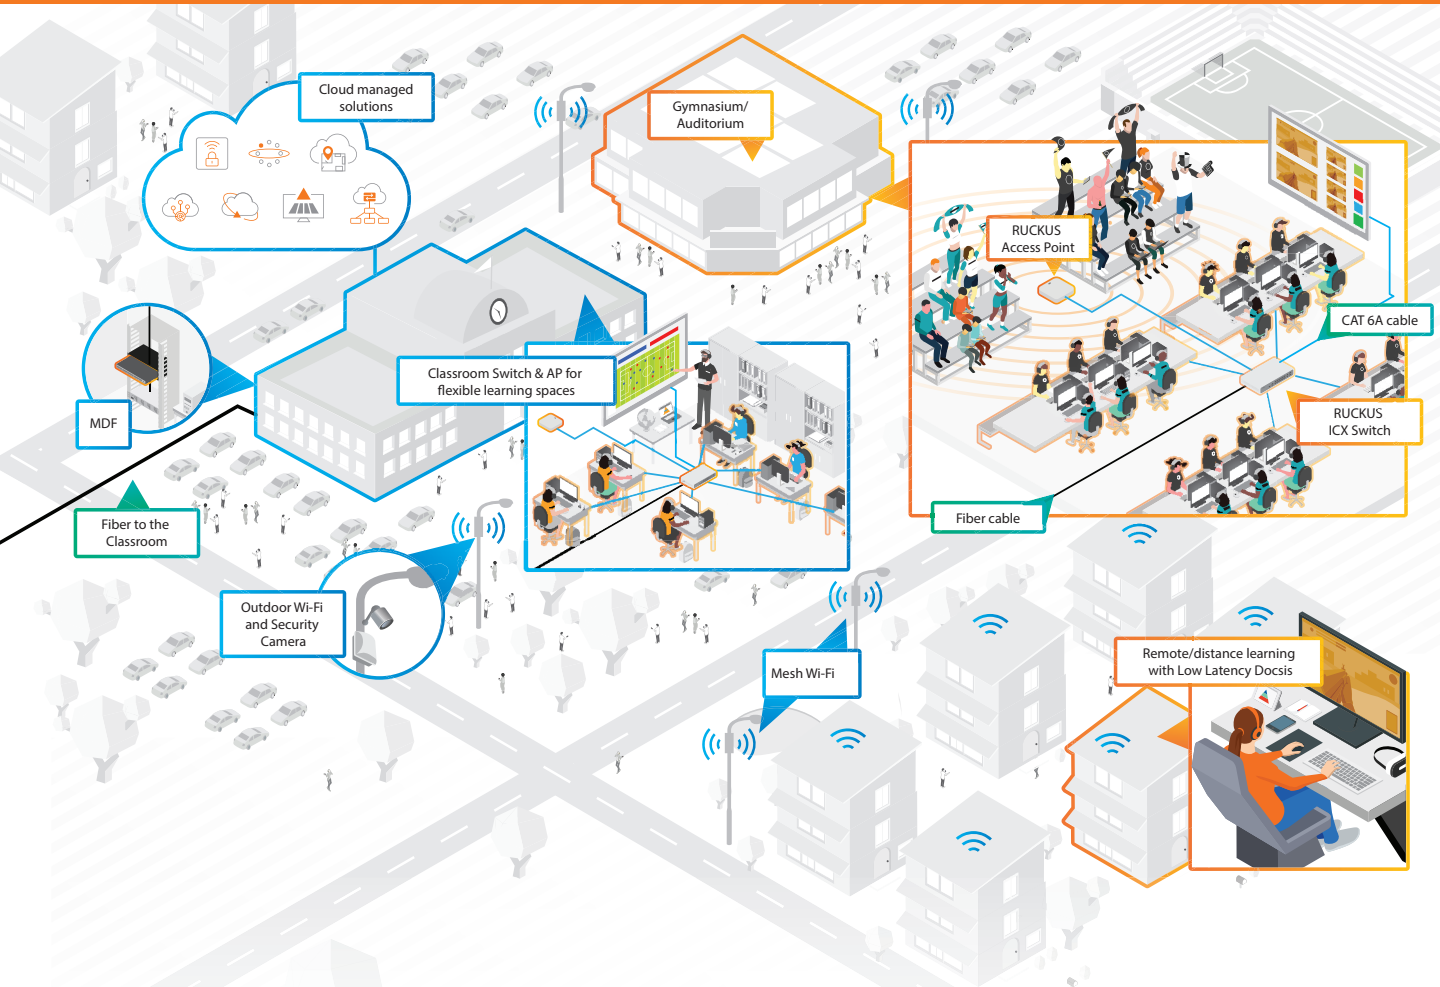 Cloud managed
solutions
Gymnasium/
Auditorium
RUCKUS
Access Point
CAT 6A cable
Classroom Switch & AP for
flexible learning spaces
MDF
RUCKUS
ICX Switch
Fiber to the
Classroom
Fiber cable
Outdoor Wi-Fi
and Security
Camera
Mesh Wi-Fi
Remote/distance learning
with Low Latency Docsis